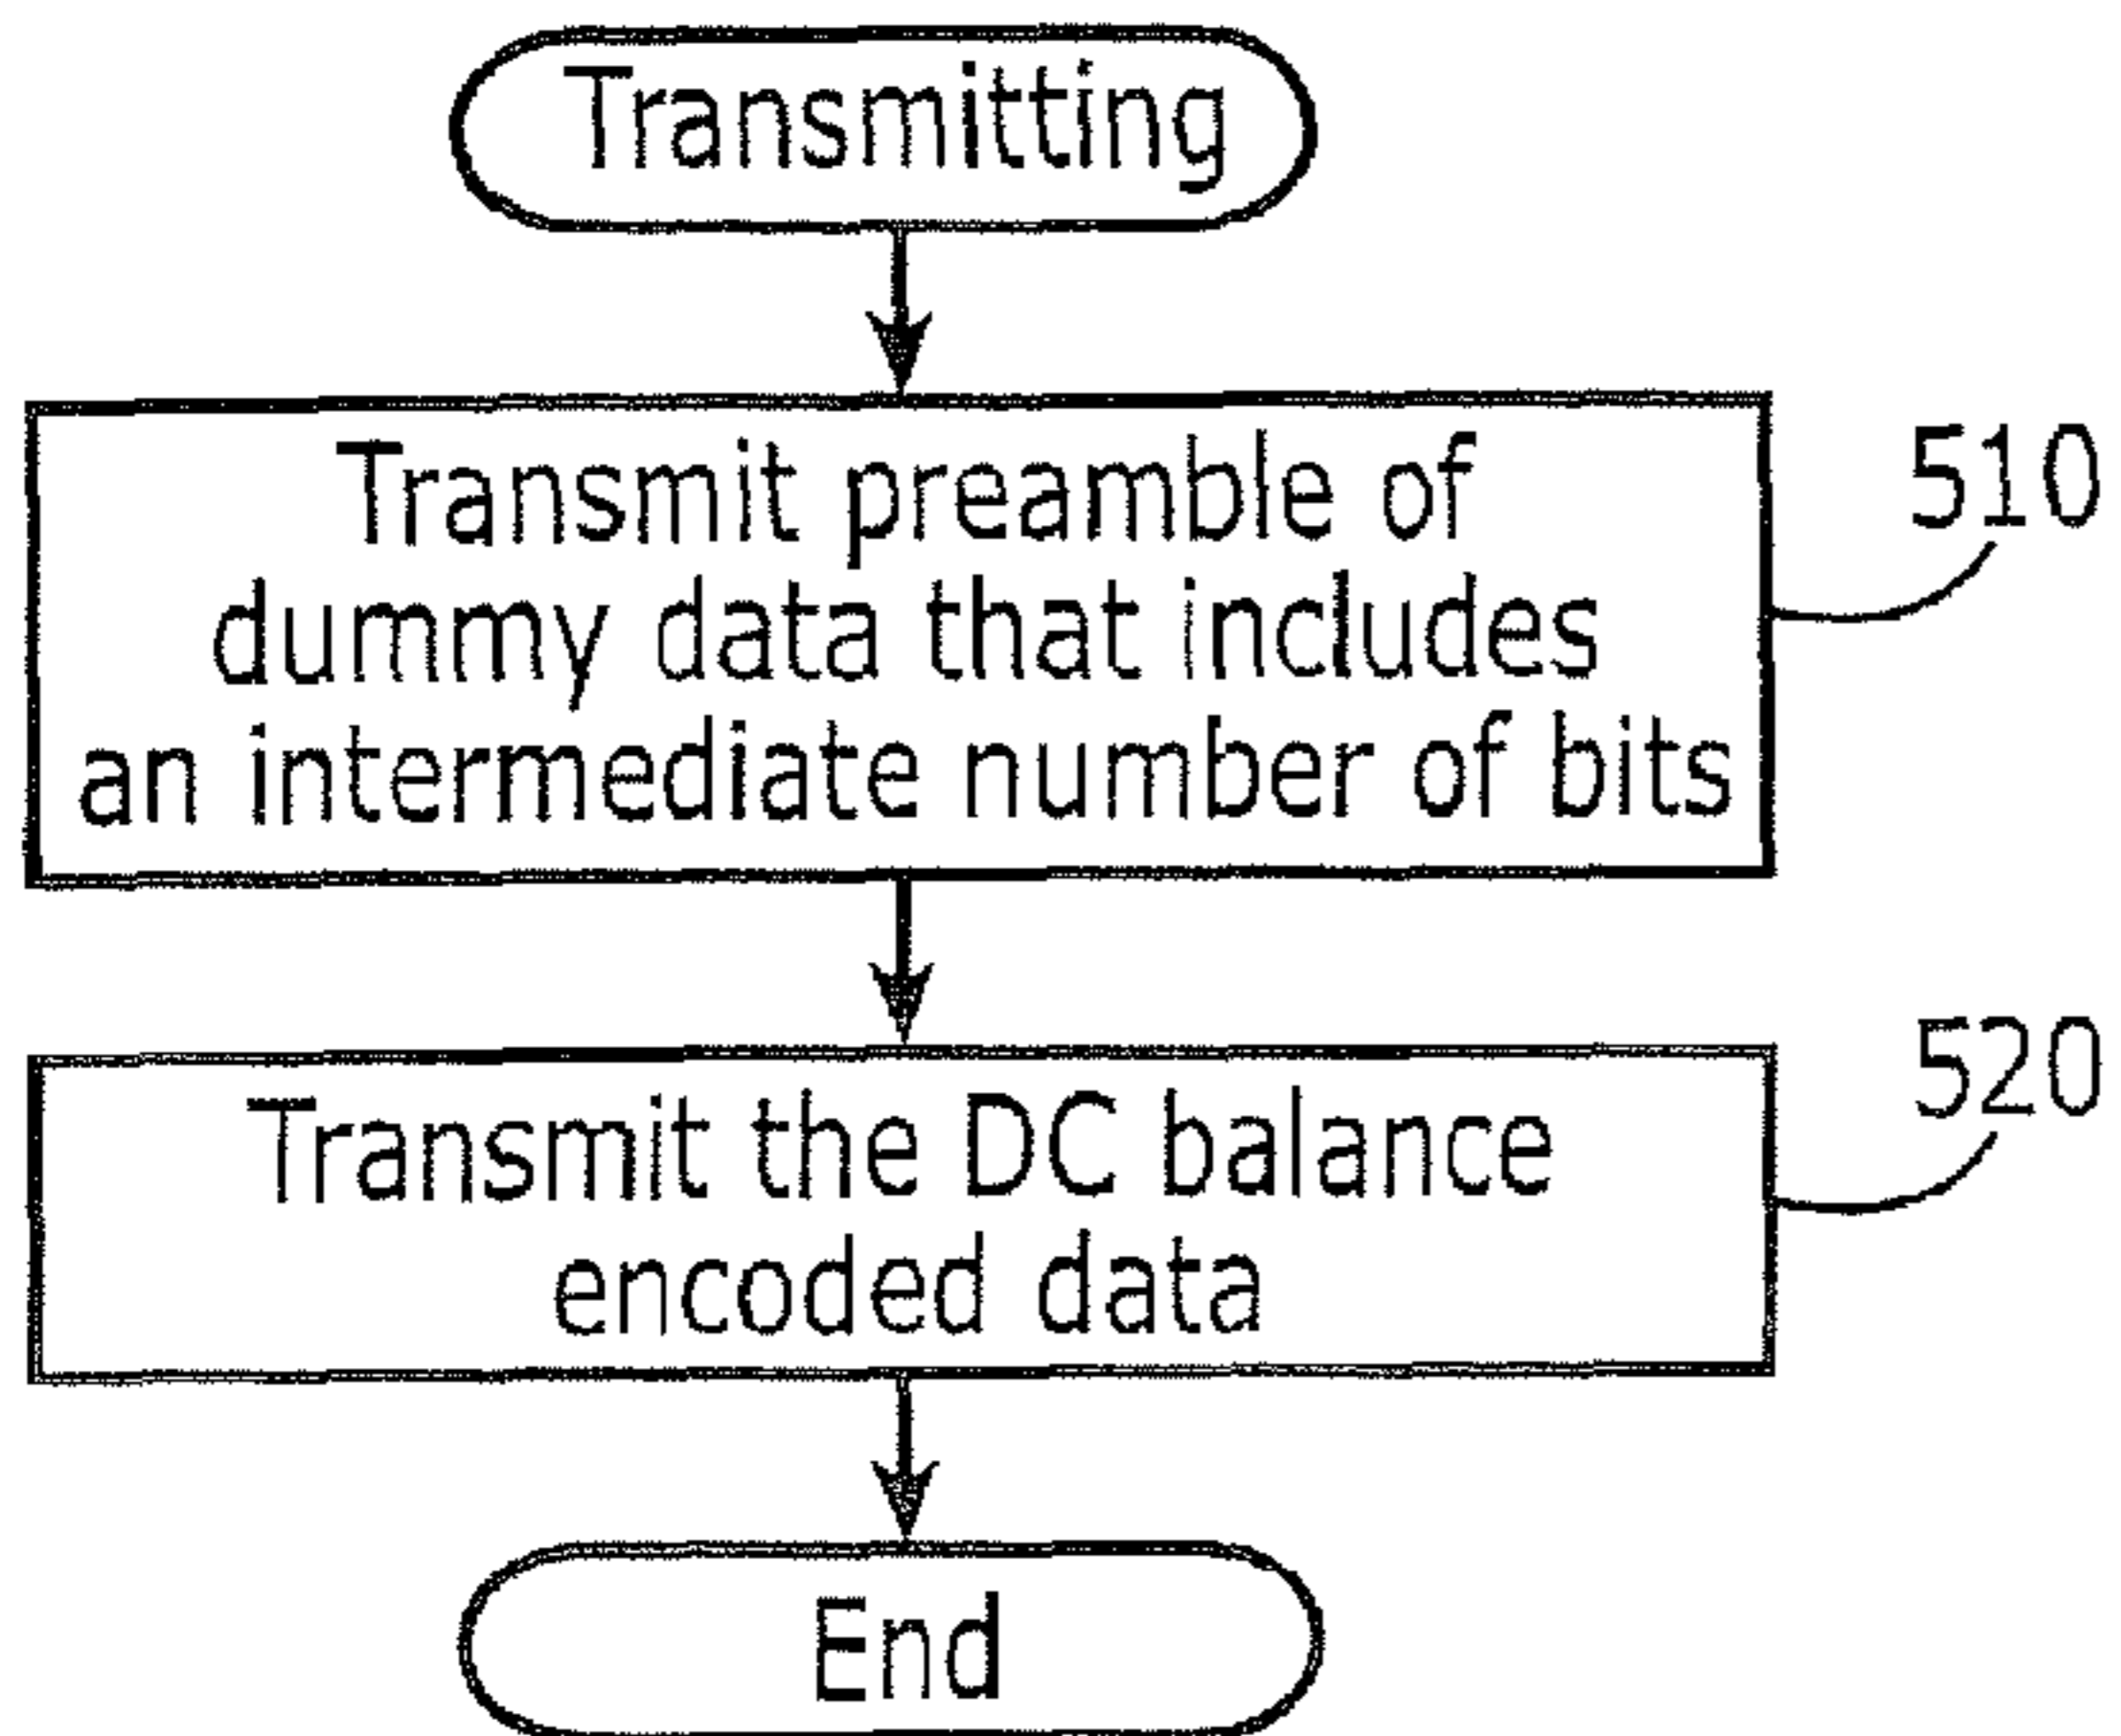 Transmitting
Transmit preamble of
dummy data that includes
an intermediate number of bits
510
Transmit the DC balance
encoded data
520
End